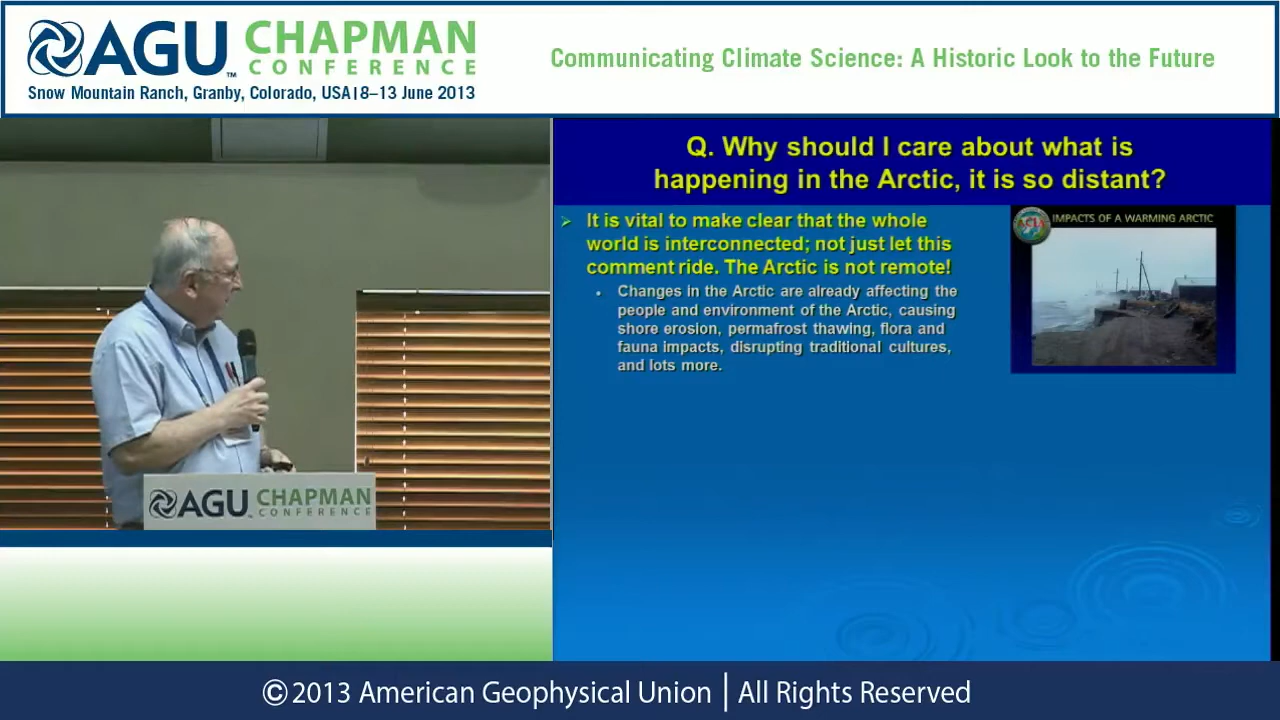 AGU CHAPMAN
™ CONFERENCE
Snow Mountain Ranch, Granby, Colorado, USA|8–13 June 2013
Communicating Climate Science: A Historic Look to the Future
Q. Why should I care about what is
happening in the Arctic, it is so distant?
➢ It is vital to make clear that the whole
world is interconnected; not just let this
comment ride. The Arctic is not remote!
• Changes in the Arctic are already affecting the
people and environment of the Arctic, causing
shore erosion, permafrost thawing, flora and
fauna impacts, disrupting traditional cultures,
and lots more.
ACIA
IMPACTS OF A WARMING ARCTIC
AGU CHAPMAN
CONFERENCE
©2013 American Geophysical Union | All Rights Reserved